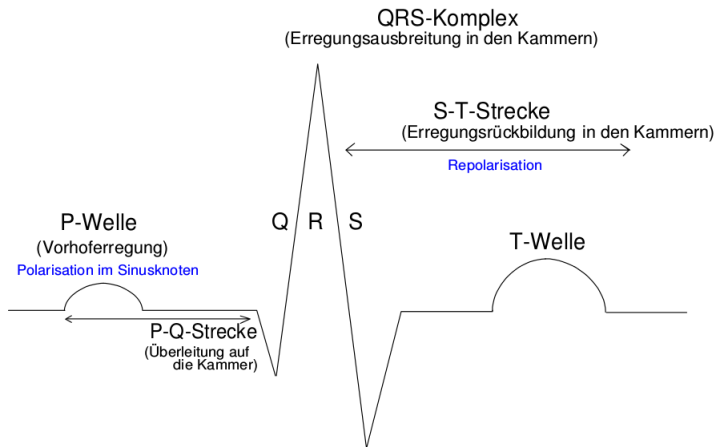 QRS-Komplex
(Erregungsausbreitung in den Kammern)
S-T-Strecke
(Erregungsrückbildung in den Kammern)
Repolarisation
P-Welle
(Vorhoferregung)
Polarisation im Sinusknoten
Q R S
T-Welle
P-Q-Strecke
(Überleitung auf
die Kammer)